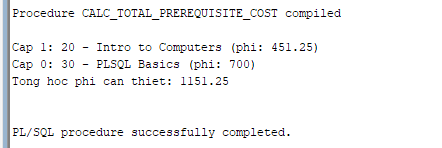 Procedure CALC_TOTAL_PREREQUISITE_COST compiled
Cap 1: 20 - Intro to Computers (phi: 451.25)
Cap 0: 30 - PLSQL Basics (phi: 700)
Tong hoc phi can thiet: 1151.25
PL/SQL procedure successfully completed.